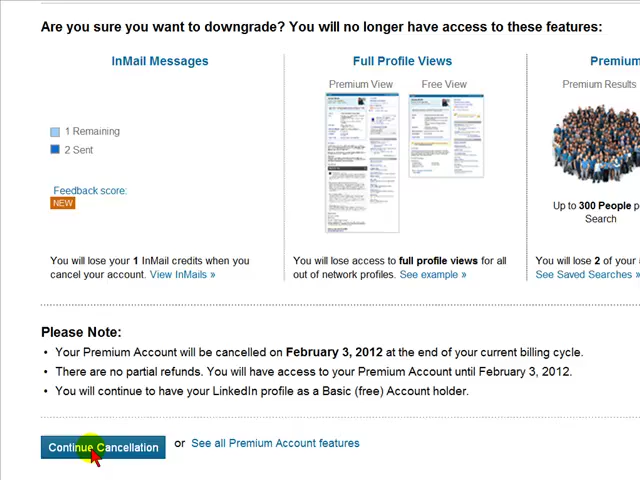 Are you sure you want to downgrade? You will no longer have access to these features:
InMail Messages
1 Remaining
2 Sent
Feedback score:
NEW
You will lose your 1 InMail credits when you
cancel your account. View InMails »
Full Profile Views
Premium View
Free View
You will lose access to full profile views for all
out of network profiles. See example »
Premium
Premium Results
Up to 300 People p
Search
You will lose 2 of your
See Saved Searches »
Please Note:
• Your Premium Account will be cancelled on February 3, 2012 at the end of your current billing cycle.
• There are no partial refunds. You will have access to your Premium Account until February 3, 2012.
• You will continue to have your LinkedIn profile as a Basic (free) Account holder.
Continue Cancellation or See all Premium Account features